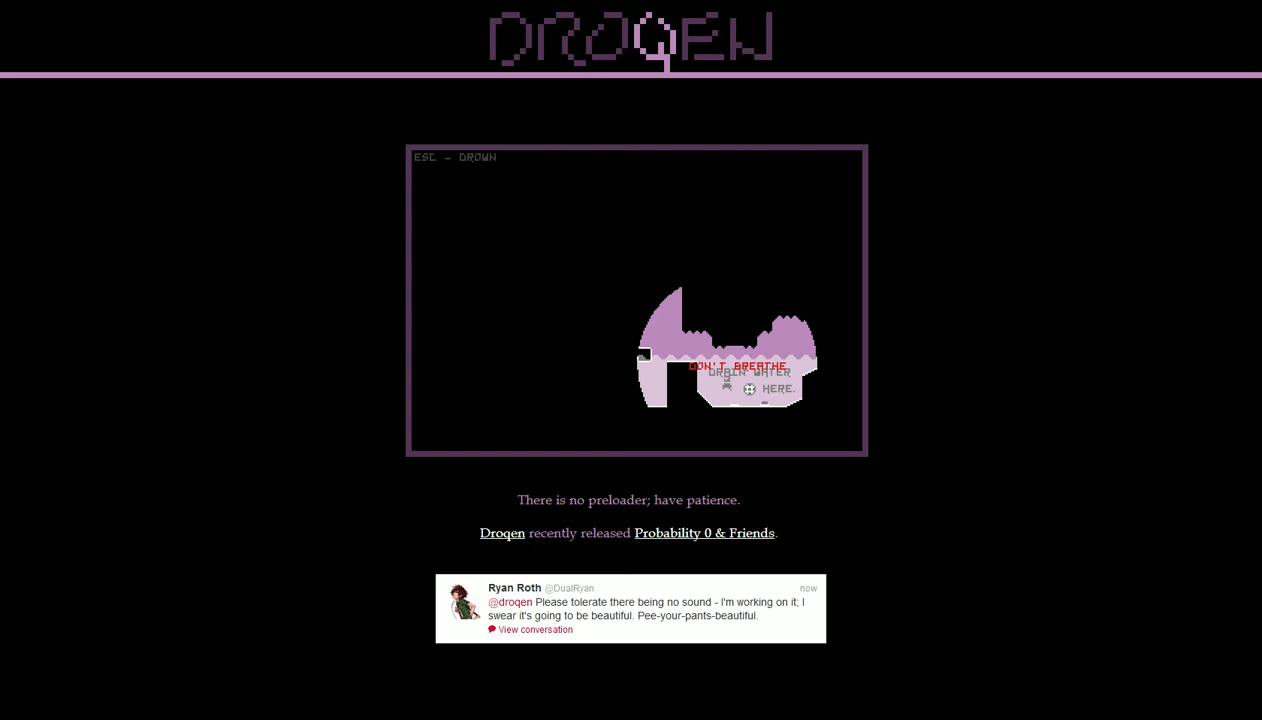 DROQEN
ESC - DROWN
DON'T BREATHE
DRAIN WATER
HERE.
There is no preloader; have patience.
Droqen recently released Probability 0 & Friends.
Ryan Roth @DualRyan now
@droqen Please tolerate there being no sound - I'm working on it; I
swear it's going to be beautiful. Pee-your-pants-beautiful.
View conversation